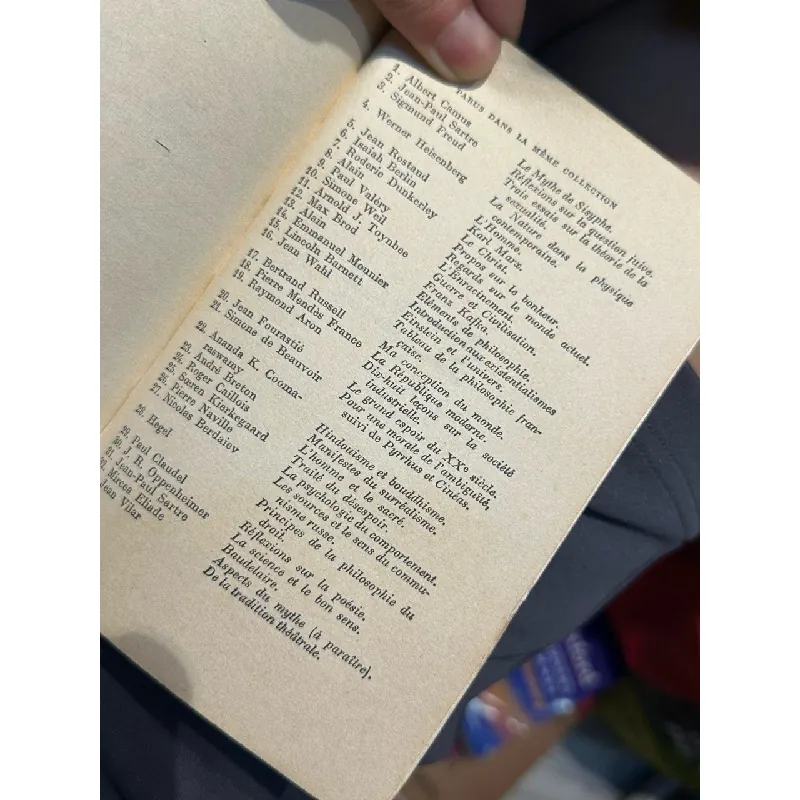 PARUS DANS LA MÊME COLLECTION
1. Albert Camus Le Mythe de Sisyphe.
2. Jean-Paul Sartre Réflexions sur la question juive.
3. Sigmund Freud Trois essais sur la théorie de la
sexualité.
4. Werner Heisenberg La Nature dans la physique
contemporaine.
5. Jean Rostand L'Homme.
6. Isaiah Berlin Karl Marx.
7. Roderic Dunkerley Le Christ.
8. Alain Propos sur le bonheur.
9. Paul Valéry Regards sur le monde actuel.
10. Simone Weil L'Enracinement.
11. Arnold J. Toynbee Guerre et Civilisation.
12. Max Brod Franz Kafka.
13. Alain Eléments de philosophie.
14. Emmanuel Mounier Introduction aux existentialismes
15. Lincoln Barnett Einstein et l'univers.
16. Jean Wahl Tableau de la philosophie fran-
çaise.
17. Bertrand Russell Ma conception du monde.
18. Pierre Mendès France La République moderne.
19. Raymond Aron Dix-huit leçons sur la société
industrielle.
20. Jean Fourastié Le grand espoir du XXe siècle.
21. Simone de Beauvoir Pour une morale de l'ambiguïté,
suivi de Pyrrhus et Cinéas.
22. Ananda K. Cooma-
raswamy Hindouisme et bouddhisme.
23. André Breton Manifestes du surréalisme.
24. Roger Caillois L'homme et le sacré.
25. Sœren Kierkegaard Traité du désespoir.
26. Pierre Naville La psychologie du comportement.
27. Nicolas Berdaiev Les sources et le sens du commu-
nisme russe.
28. Hegel Principes de la philosophie du
droit.
29. Paul Claudel Réflexions sur la poésie.
30. J. R. Oppenheimer La science et le bon sens.
31. Jean-Paul Sartre Baudelaire.
Mircea Eliade Aspects du mythe (à paraître).
Jean Vilar De la tradition théâtrale.